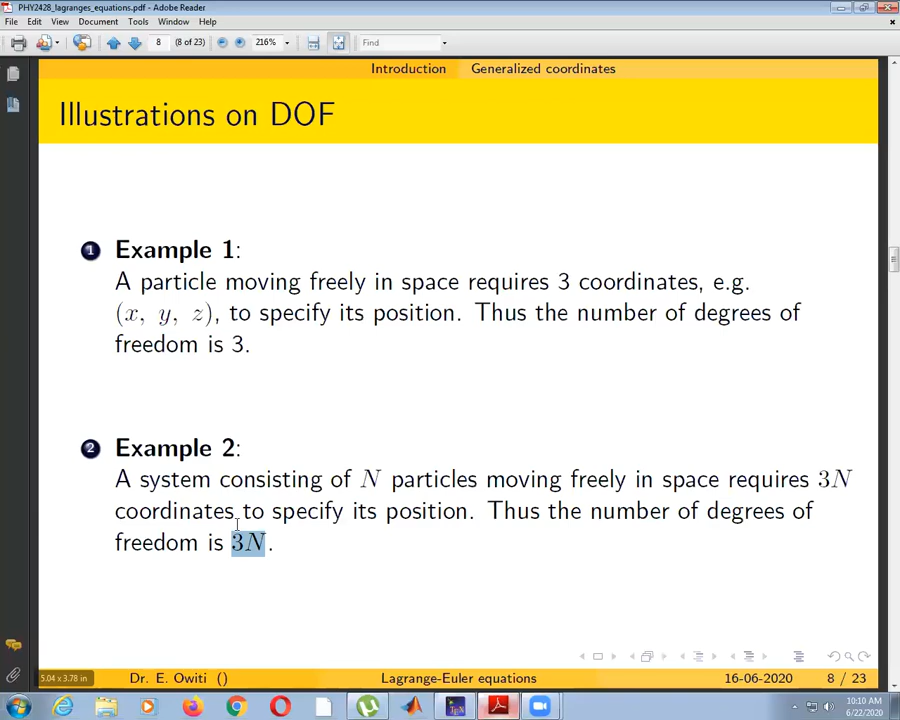 PHY2428_lagranges_equations.pdf - Adobe Reader
File Edit View Document Tools Window Help
8 (8 of 23) 216% Find
Introduction Generalized coordinates
Illustrations on DOF
1 Example 1:
A particle moving freely in space requires 3 coordinates, e.g.
(x, y, z), to specify its position. Thus the number of degrees of
freedom is 3.
2 Example 2:
A system consisting of N particles moving freely in space requires 3N
coordinates to specify its position. Thus the number of degrees of
freedom is 3N.
5.04 x 3.78 in Dr. E. Owiti () Lagrange-Euler equations 16-06-2020 8 / 23
10:10 AM
6/22/2020